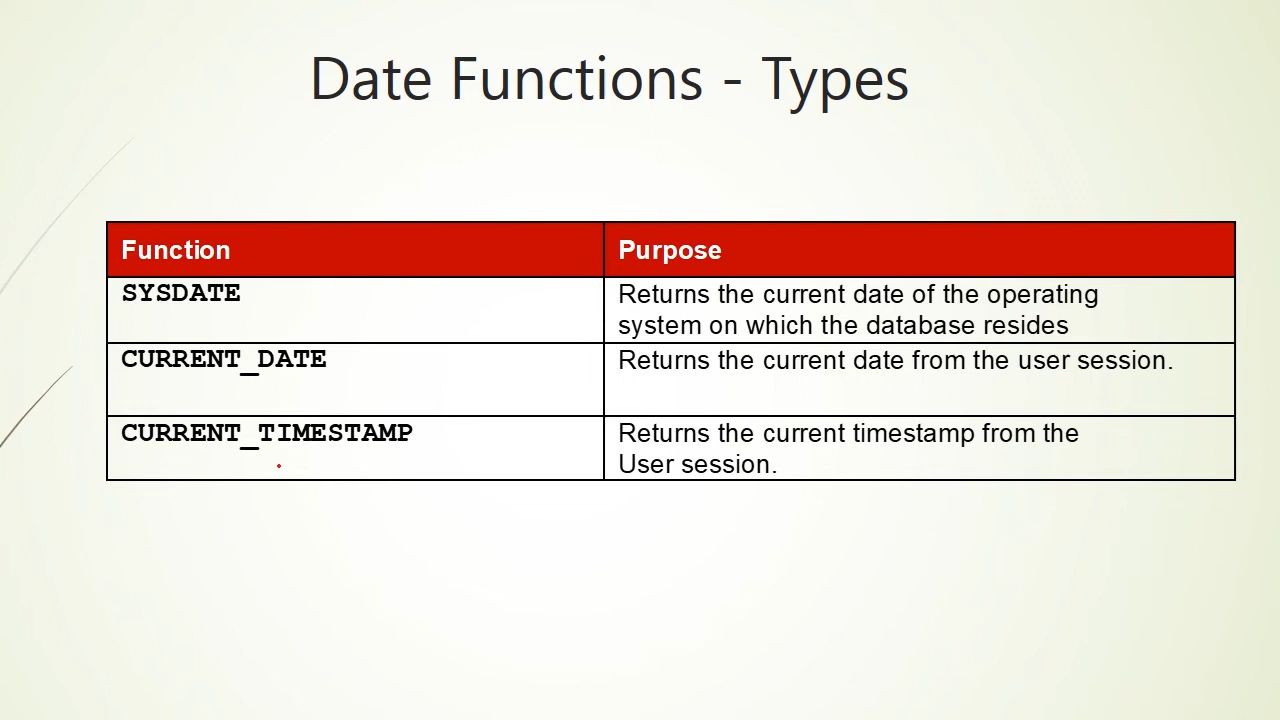 Date Functions - Types
Function
Purpose
SYSDATE
Returns the current date of the operating
system on which the database resides
CURRENT_DATE
Returns the current date from the user session.
CURRENT_TIMESTAMP
Returns the current timestamp from the
User session.